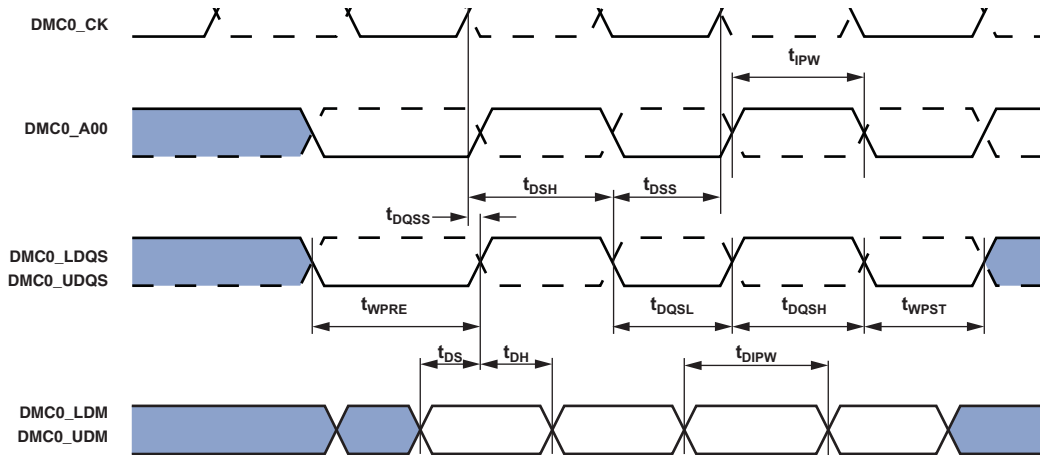 DMC0_CK
tIPW
DMC0_A00
tDSH
tDSS
tDQSS
DMC0_LDQS
DMC0_UDQS
tWPRE
tDQSL
tDQSH
tWPST
tDS
tDH
tDIPW
DMC0_LDM
DMC0_UDM